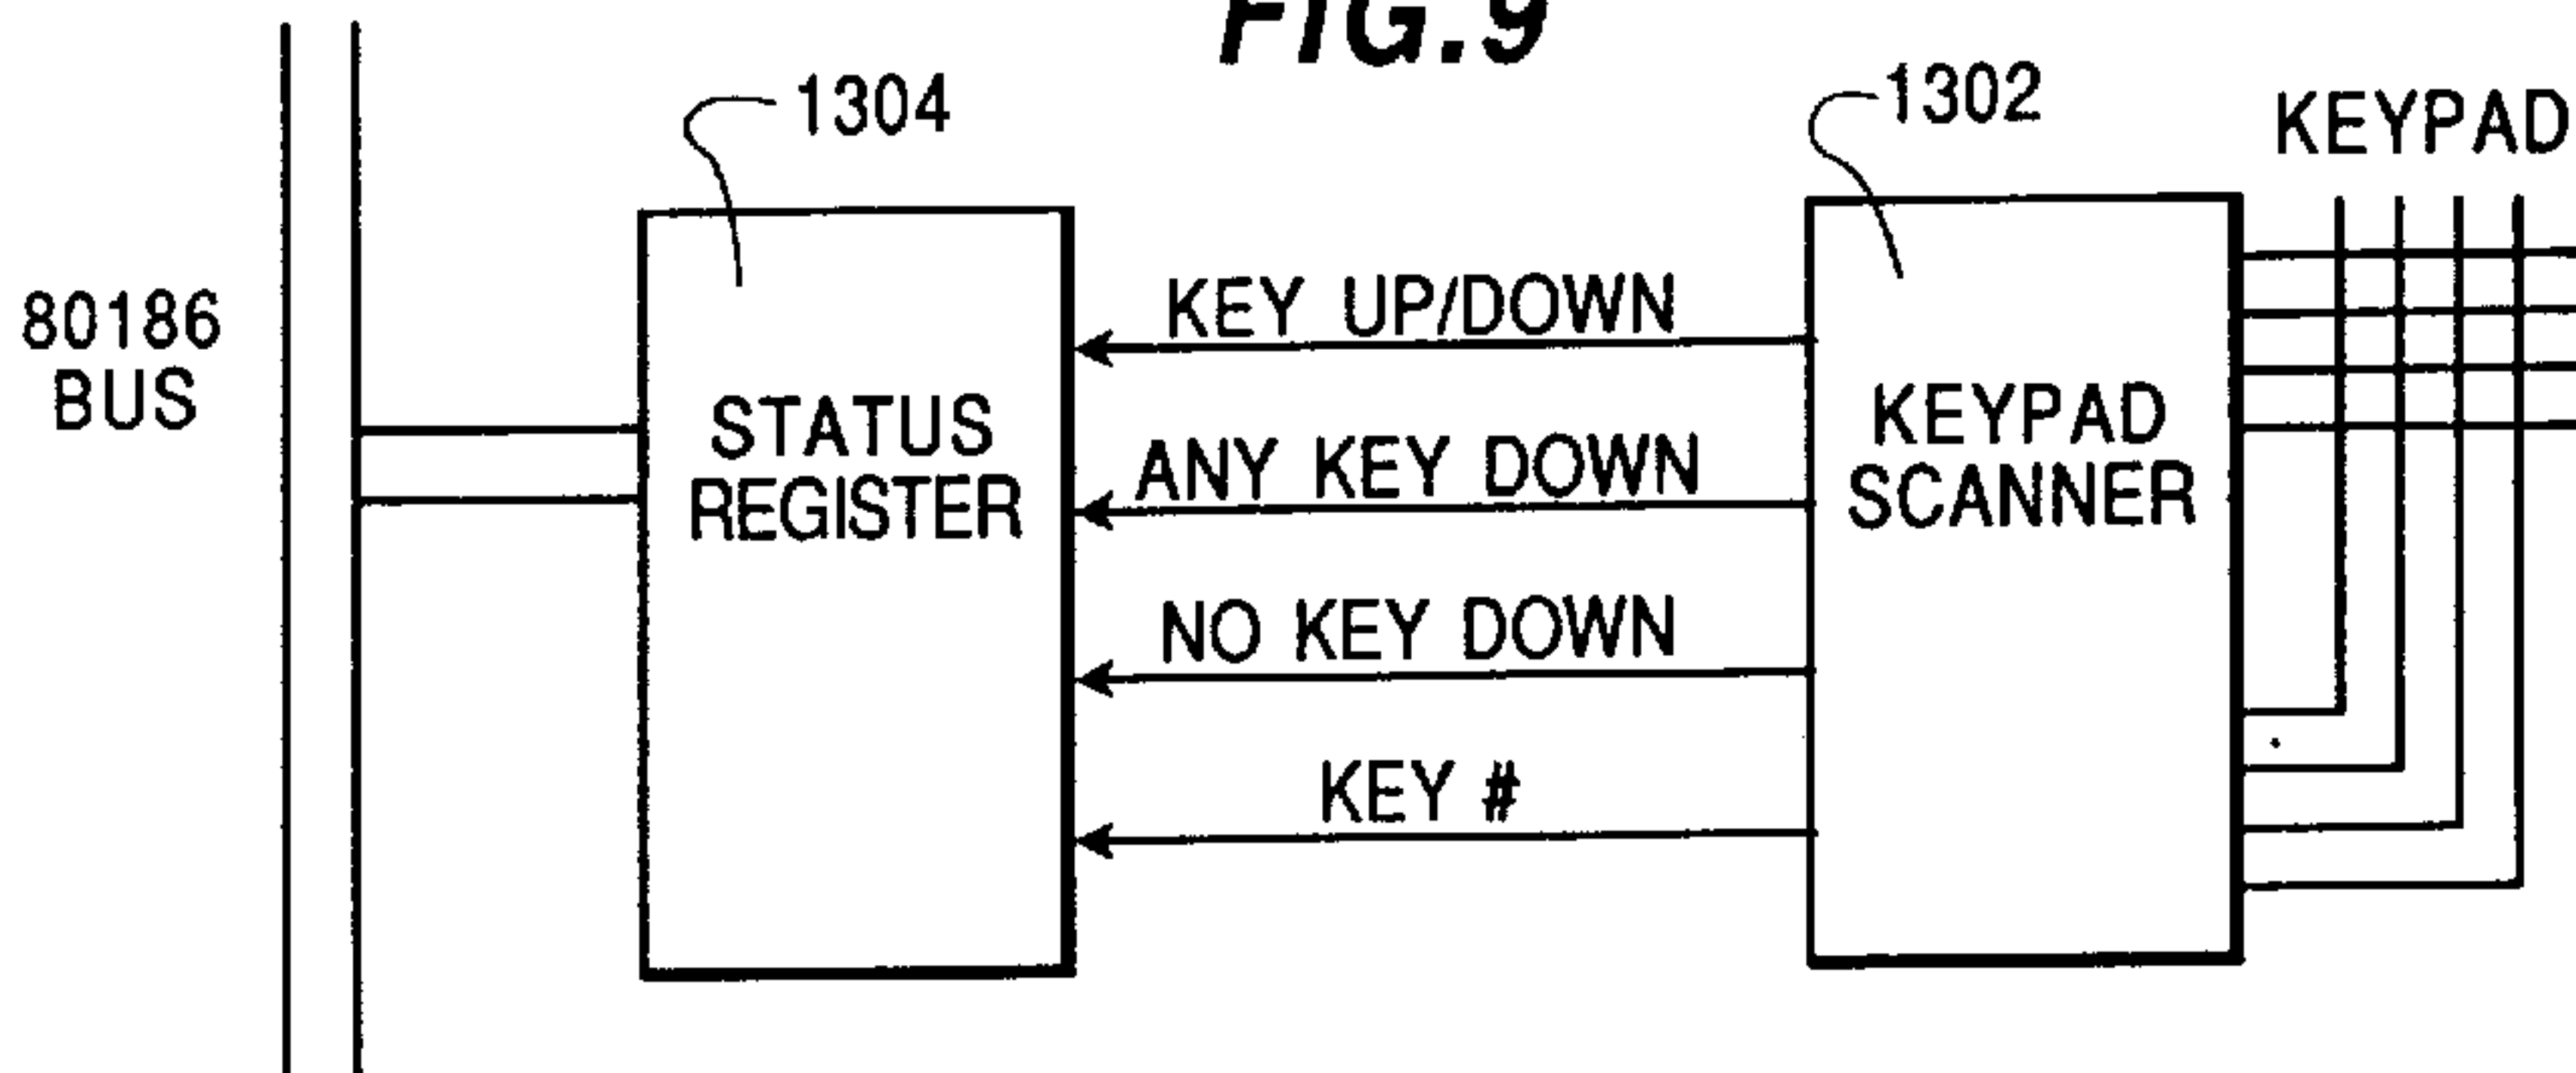 FIG.9
1304
1302
KEYPAD
80186
BUS
STATUS
REGISTER
KEY UP/DOWN
ANY KEY DOWN
NO KEY DOWN
KEY #
KEYPAD
SCANNER